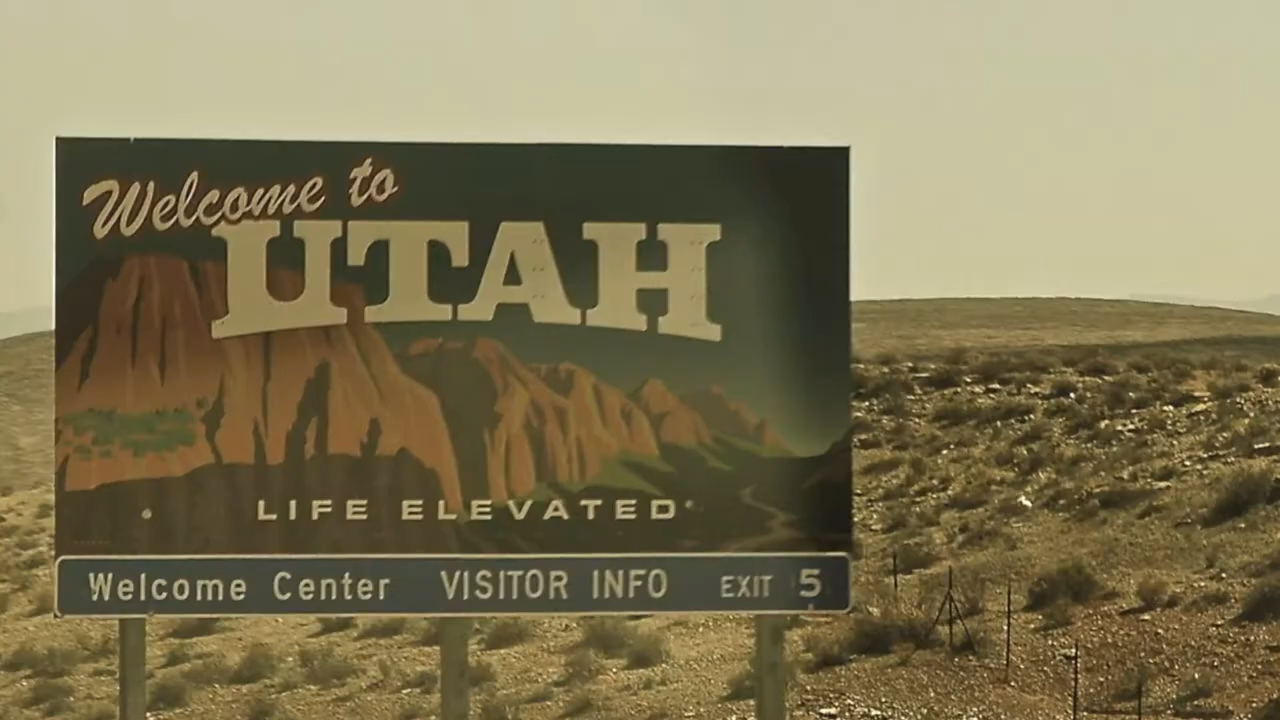 Welcome to
UTAH
LIFE ELEVATED
Welcome Center VISITOR INFO EXIT 5